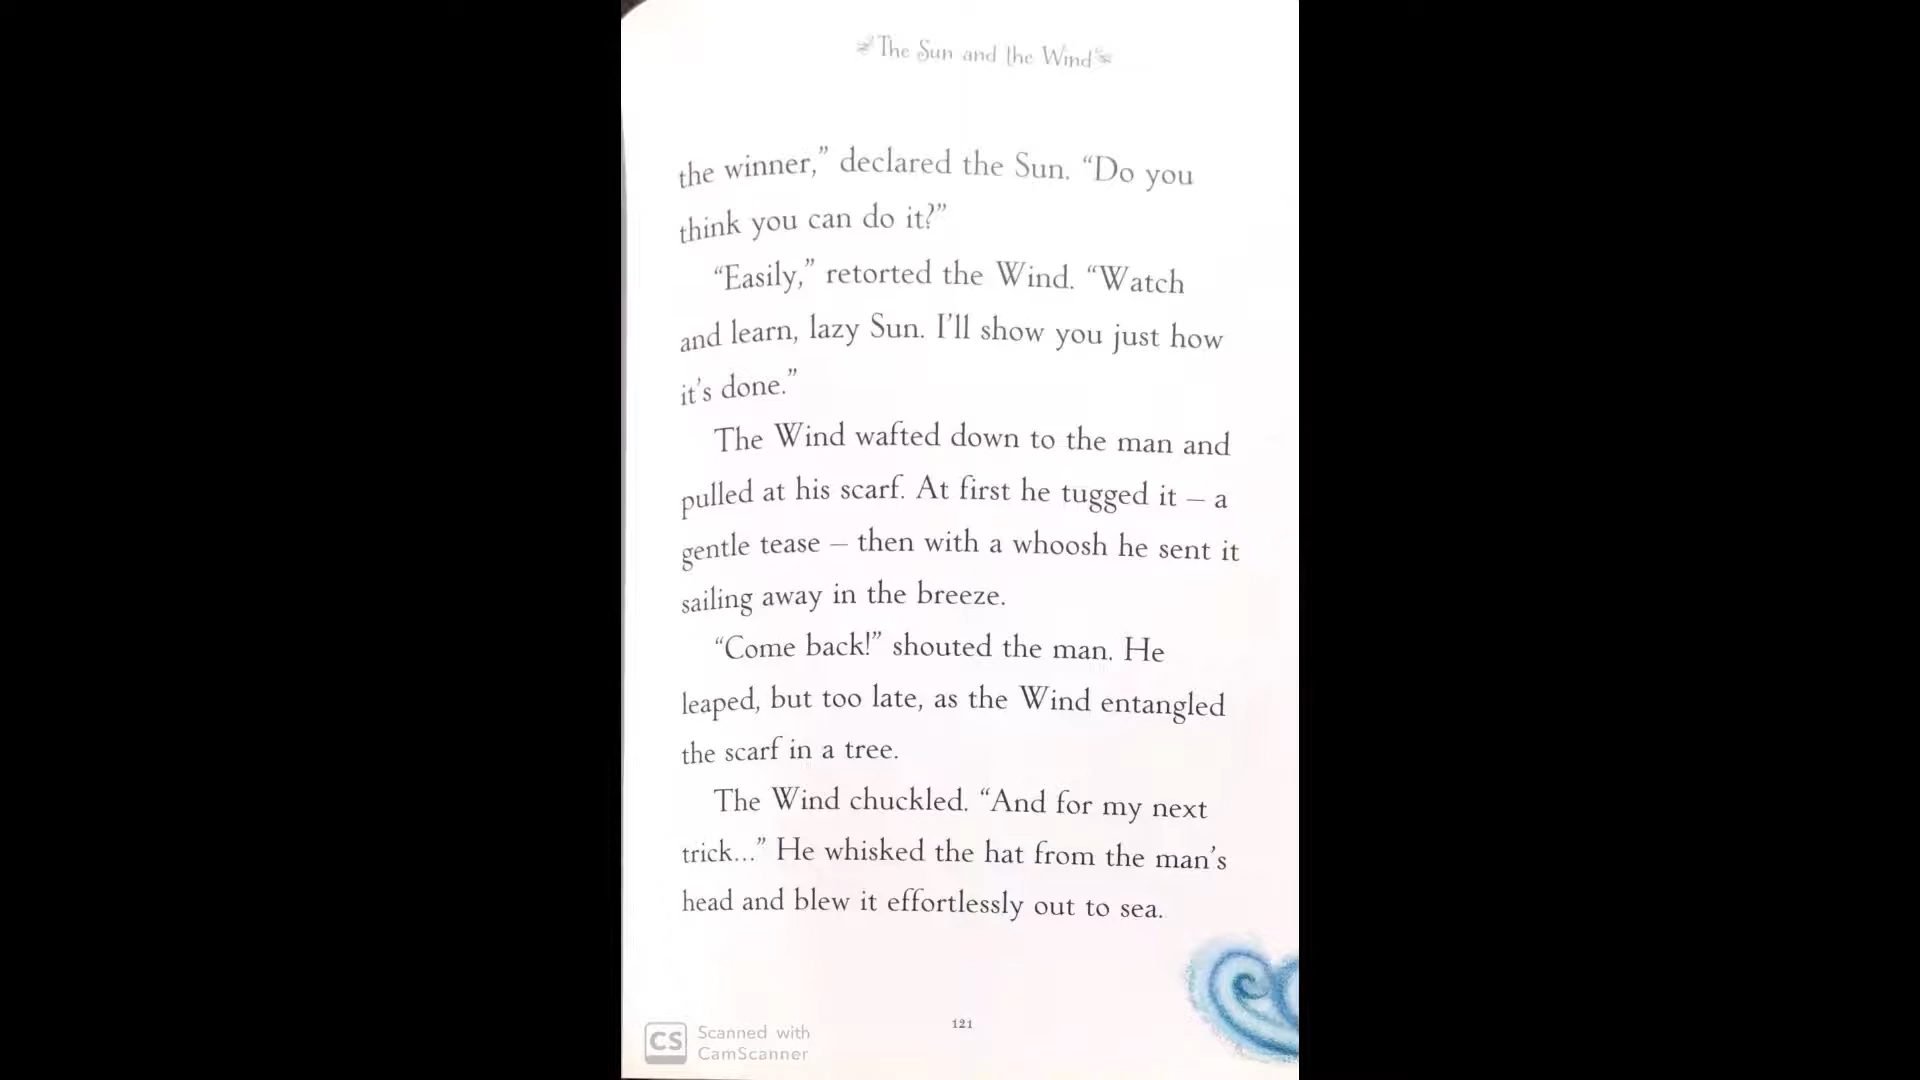 The Sun and the Wind
the winner,” declared the Sun. “Do you
think you can do it?”
“Easily,” retorted the Wind. “Watch
and learn, lazy Sun. I’ll show you just how
it’s done.”
The Wind wafted down to the man and
pulled at his scarf. At first he tugged it – a
gentle tease – then with a whoosh he sent it
sailing away in the breeze.
“Come back!” shouted the man. He
leaped, but too late, as the Wind entangled
the scarf in a tree.
The Wind chuckled. “And for my next
trick...” He whisked the hat from the man’s
head and blew it effortlessly out to sea.
121
CS
Scanned with
CamScanner